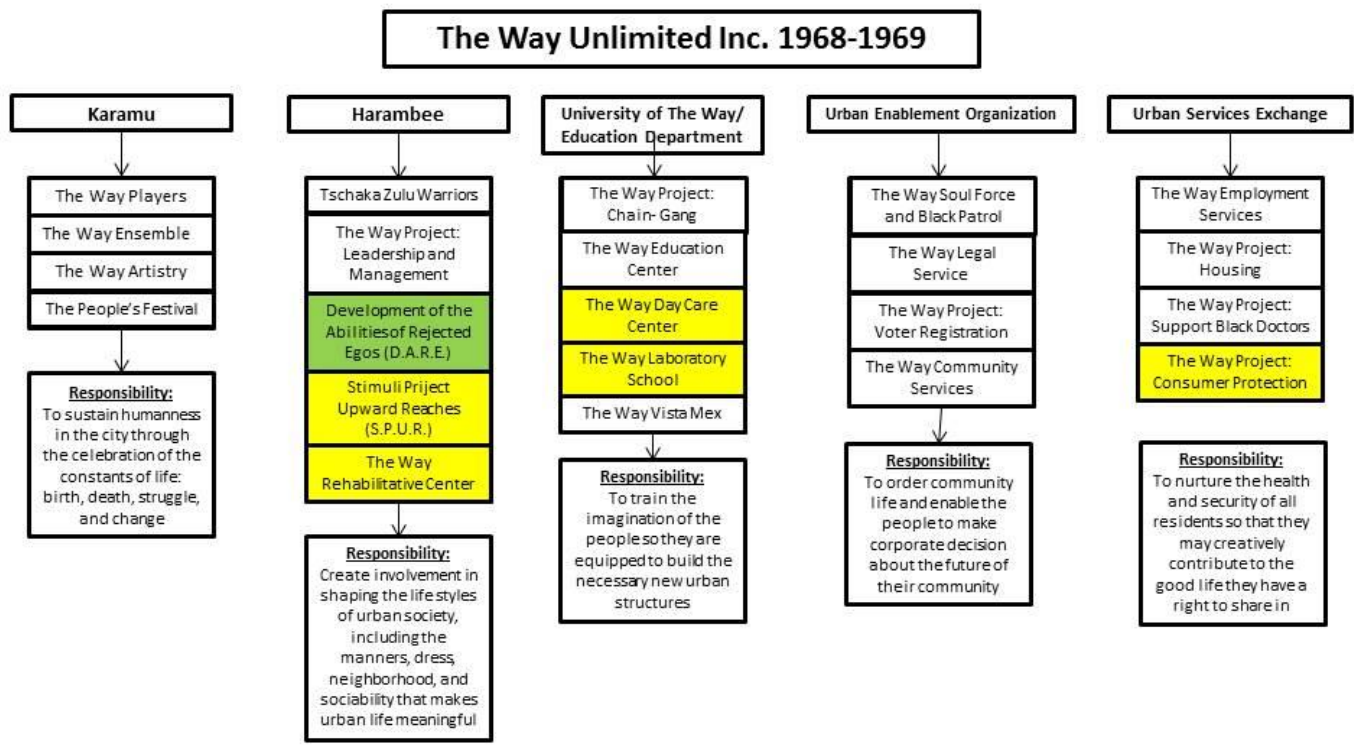 The Way Unlimited Inc. 1968-1969
Karamu
The Way Players
The Way Ensemble
The Way Artistry
The People's Festival
Responsibility:
To sustain humanness
in the city through
the celebration of the
constants of life:
birth, death, struggle,
and change
Harambee
Tschaka Zulu Warriors
The Way Project:
Leadership and
Management
Development of the
Abilities of Rejected
Egos (D.A.R.E.)
Stimuli Priject
Upward Reaches
(S.P.U.R.)
The Way
Rehabilitative Center
Responsibility:
Create involvement in
shaping the life styles
of urban society,
including the
manners, dress,
neighborhood, and
sociability that makes
urban life meaningful
University of The Way/
Education Department
The Way Project:
Chain- Gang
The Way Education
Center
The Way Day Care
Center
The Way Laboratory
School
The Way Vista Mex
Responsibility:
To train the
imagination of the
people so they are
equipped to build the
necessary new urban
structures
Urban Enablement Organization
The Way Soul Force
and Black Patrol
The Way Legal
Service
The Way Project:
Voter Registration
The Way Community
Services
Responsibility:
To order community
life and enable the
people to make
corporate decision
about the future of
their community
Urban Services Exchange
The Way Employment
Services
The Way Project:
Housing
The Way Project:
Support Black Doctors
The Way Project:
Consumer Protection
Responsibility:
To nurture the health
and security of all
residents so that they
may creatively
contribute to the
good life they have a
right to share in